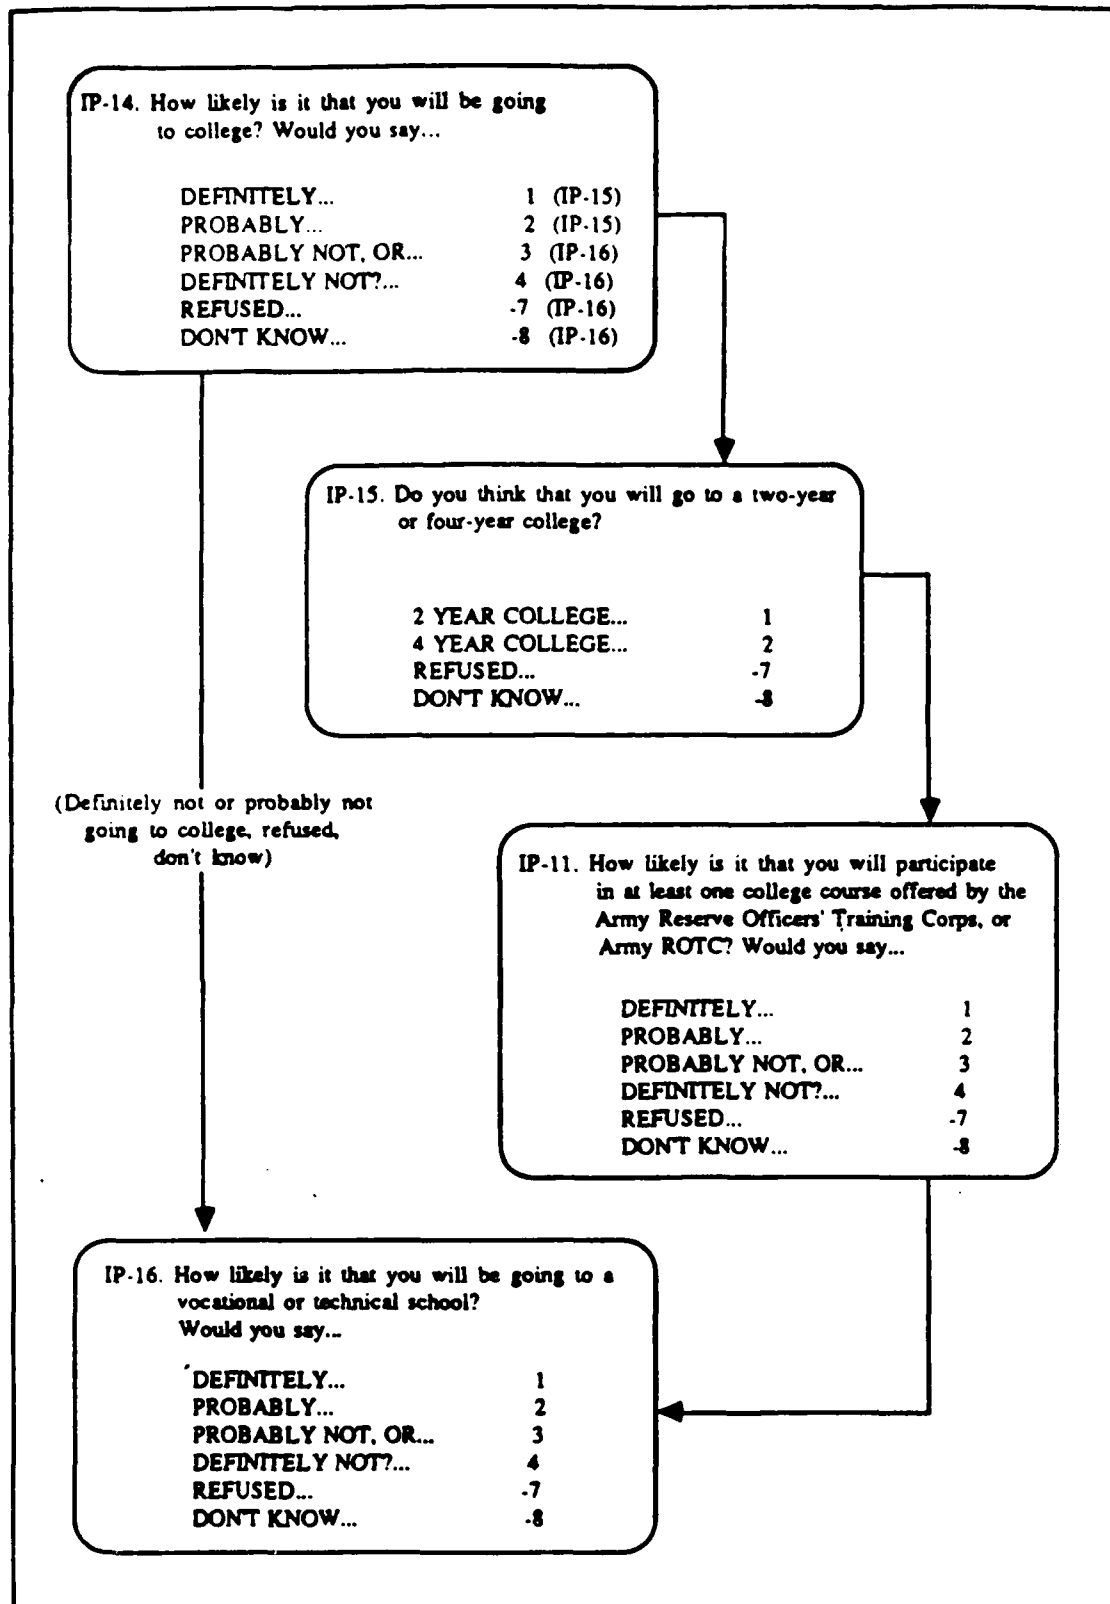 IP-14. How likely is it that you will be going
to college? Would you say...
DEFINITELY... 1 (IP-15)
PROBABLY... 2 (IP-15)
PROBABLY NOT, OR... 3 (IP-16)
DEFINITELY NOT?... 4 (IP-16)
REFUSED... -7 (IP-16)
DON'T KNOW... -8 (IP-16)
IP-15. Do you think that you will go to a two-year
or four-year college?
2 YEAR COLLEGE... 1
4 YEAR COLLEGE... 2
REFUSED... -7
DON'T KNOW... -8
(Definitely not or probably not
going to college, refused,
don't know)
IP-11. How likely is it that you will participate
in at least one college course offered by the
Army Reserve Officers' Training Corps, or
Army ROTC? Would you say...
DEFINITELY... 1
PROBABLY... 2
PROBABLY NOT, OR... 3
DEFINITELY NOT?... 4
REFUSED... -7
DON'T KNOW... -8
IP-16. How likely is it that you will be going to a
vocational or technical school?
Would you say...
DEFINITELY... 1
PROBABLY... 2
PROBABLY NOT, OR... 3
DEFINITELY NOT?... 4
REFUSED... -7
DON'T KNOW... -8